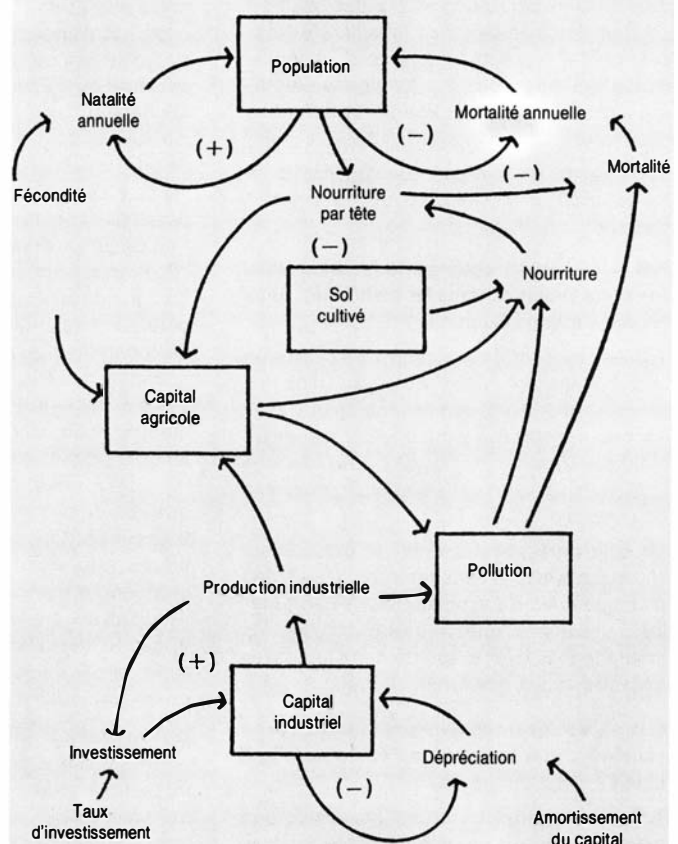 Population
Natalité
annuelle
Mortalité annuelle
(+)
(−)
Mortalité
(−)
Fécondité
Nourriture
par tête
(−)
Nourriture
Sol
cultivé
Capital
agricole
Pollution
Production industrielle
(+)
Capital
industriel
Investissement
Dépréciation
(−)
Taux
d'investissement
Amortissement
du capital